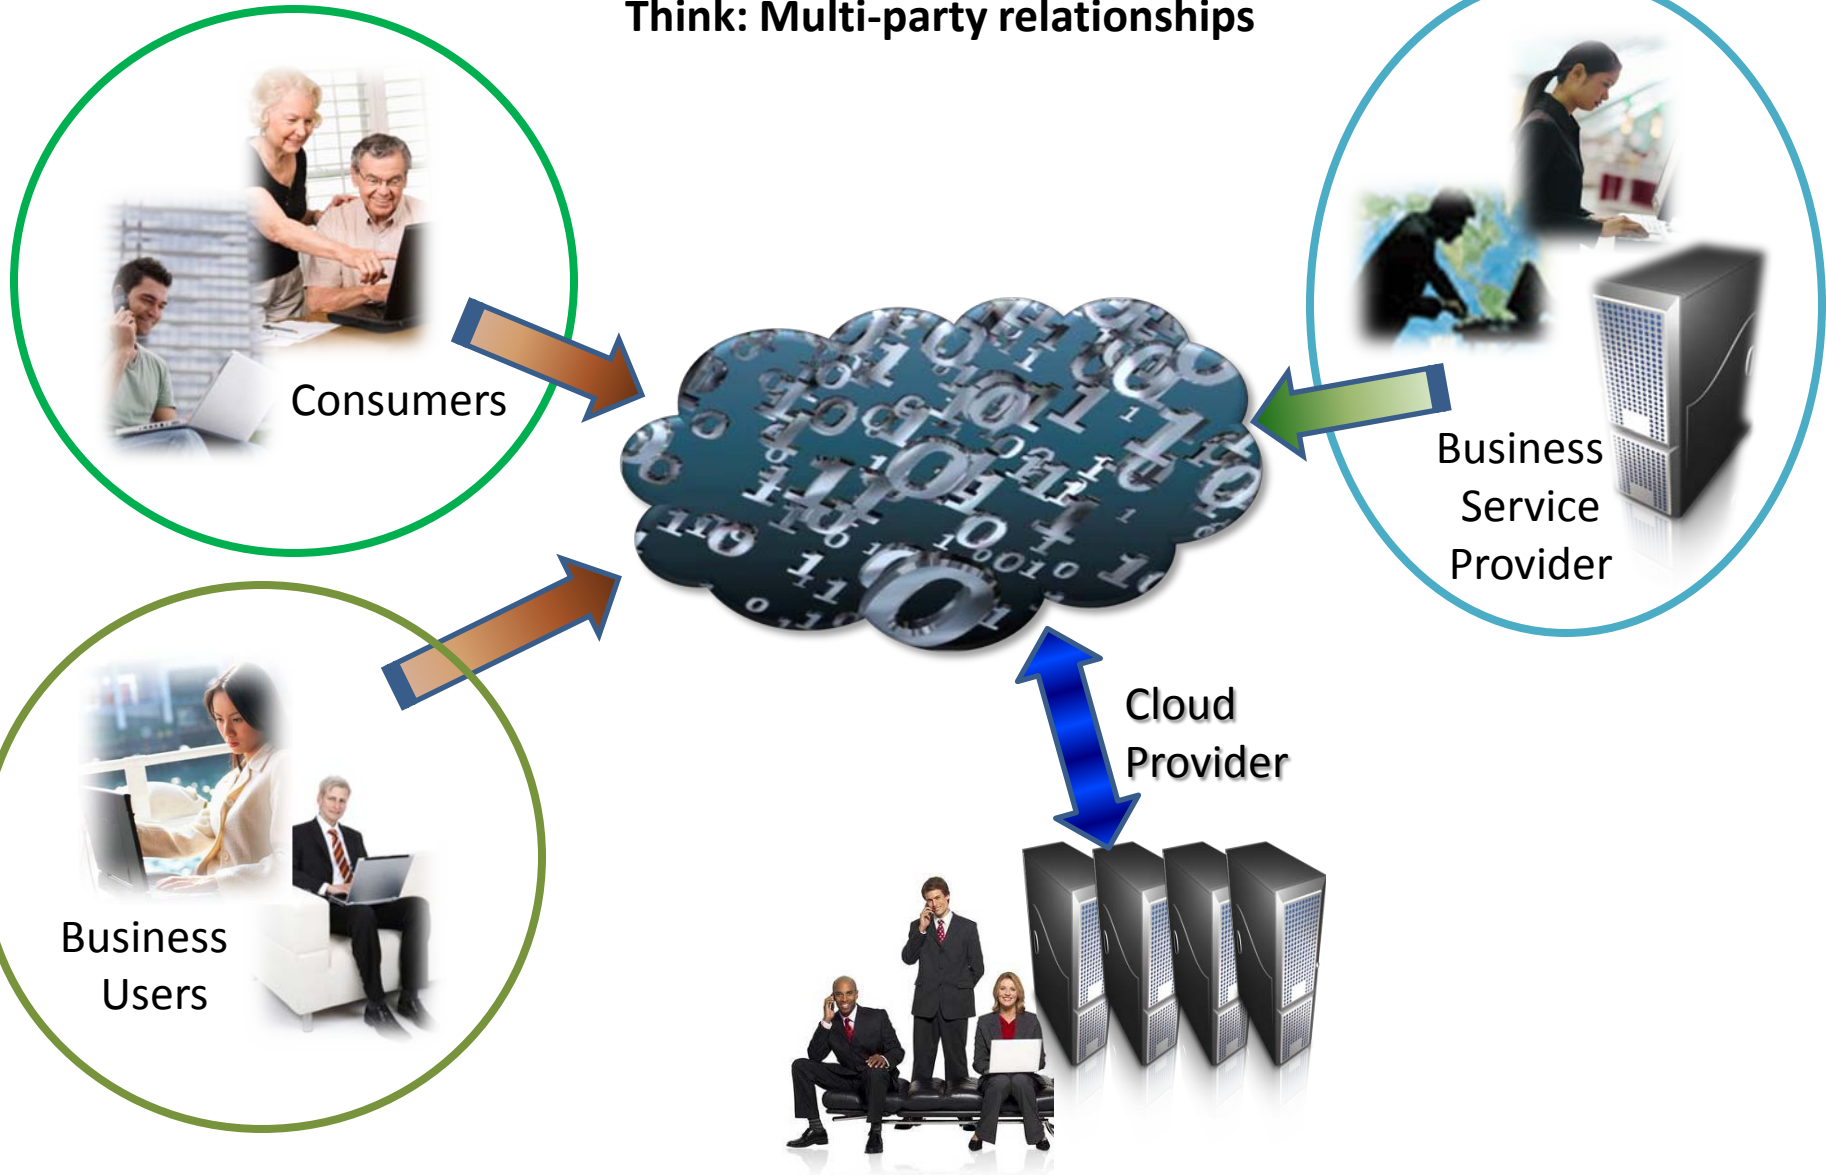 Think: Multi-party relationships
Consumers
Business
Service
Provider
Cloud
Provider
Business
Users